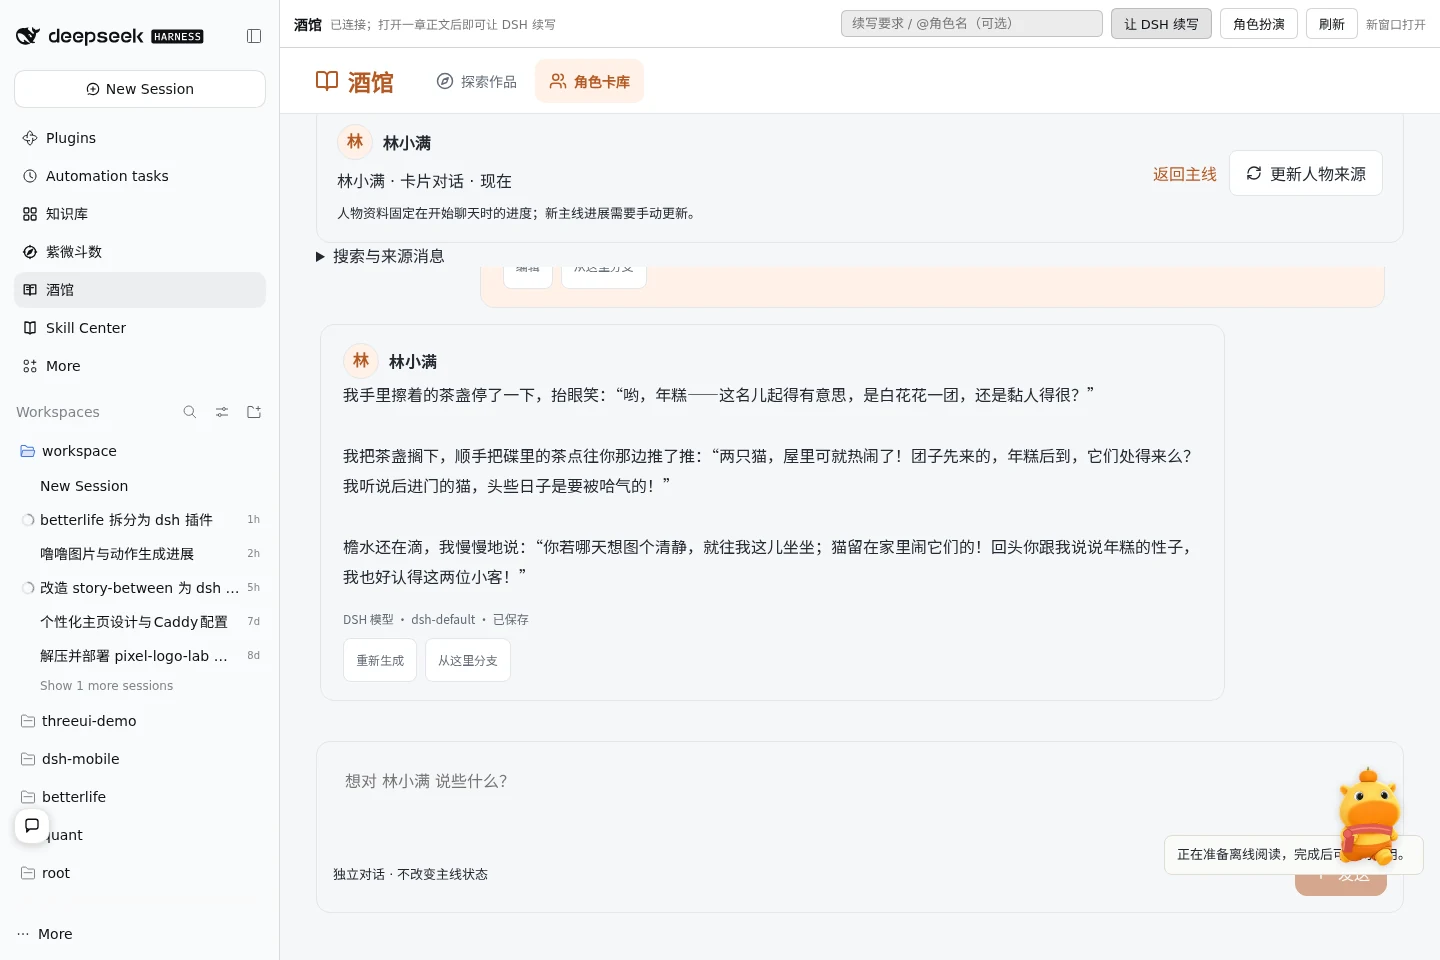 deepseek HARNESS
New Session
Plugins
Automation tasks
知识库
紫微斗数
酒馆
Skill Center
More
Workspaces
workspace
New Session
betterlife 拆分为 dsh 插件 1h
噜噜图片与动作生成进展 2h
改造 story-between 为 dsh ... 5h
个性化主页设计与Caddy配置 7d
解压并部署 pixel-logo-lab ... 8d
Show 1 more sessions
threeui-demo
dsh-mobile
betterlife
quant
root
··· More
酒馆 已连接；打开一章正文后即可让 DSH 续写
续写要求 / @角色名（可选）
让 DSH 续写
角色扮演
刷新
新窗口打开
酒馆
探索作品
角色卡库
林 林小满
林小满 · 卡片对话 · 现在
人物资料固定在开始聊天时的进度；新主线进展需要手动更新。
返回主线
更新人物来源
搜索与来源消息
编辑
从这里分支
林 林小满
我手里擦着的茶盏停了一下，抬眼笑：“哟，年糕——这名儿起得有意思，是白花花一团，还是黏人得很？”
我把茶盏搁下，顺手把碟里的茶点往你那边推了推：“两只猫，屋里可就热闹了！团子先来的，年糕后到，它们处得来么？
我听说后进门的猫，头些日子是要被哈气的！”
檐水还在滴，我慢慢地说：“你若哪天想图个清静，就往我这儿坐坐；猫留在家里闹它们的！回头你跟我说说年糕的性子，
我也好认得这两位小客！”
DSH 模型 · dsh-default · 已保存
重新生成
从这里分支
想对 林小满 说些什么？
独立对话 · 不改变主线状态
正在准备离线阅读，完成后可
用。
发送